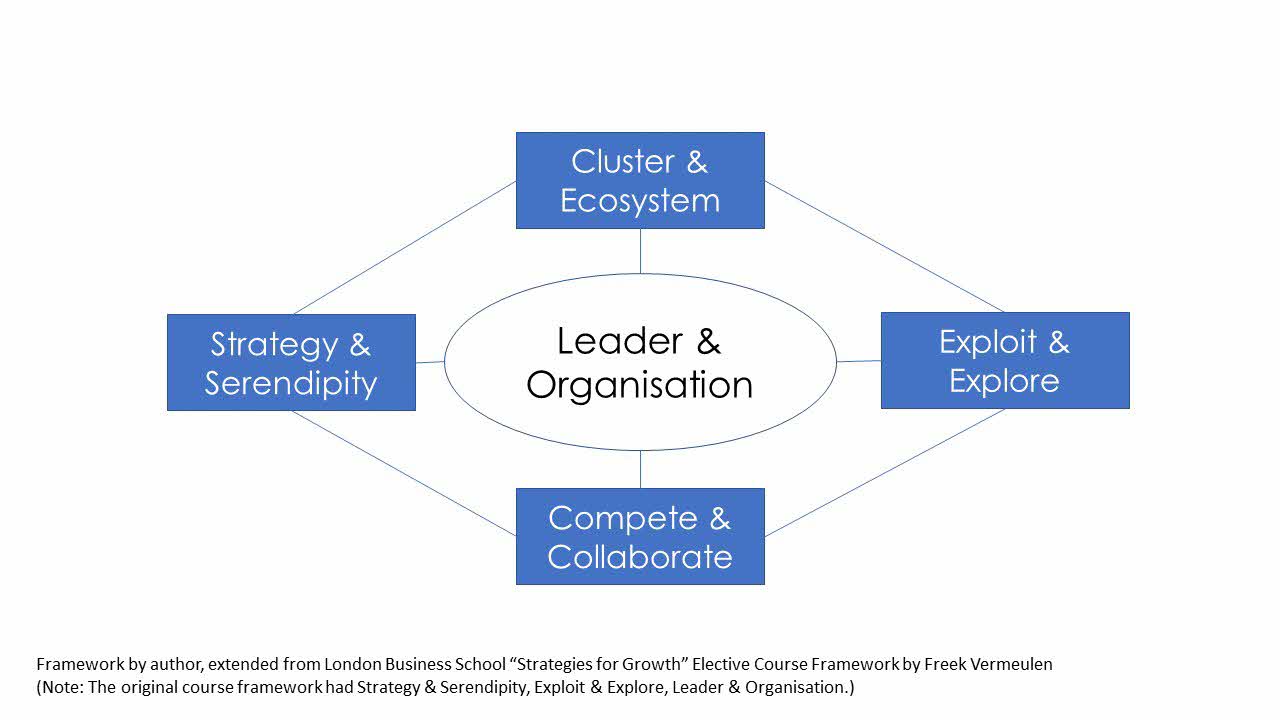 Cluster &
Ecosystem
Strategy &
Serendipity
Leader &
Organisation
Exploit &
Explore
Compete &
Collaborate
Framework by author, extended from London Business School “Strategies for Growth” Elective Course Framework by Freek Vermeulen
(Note: The original course framework had Strategy & Serendipity, Exploit & Explore, Leader & Organisation.)